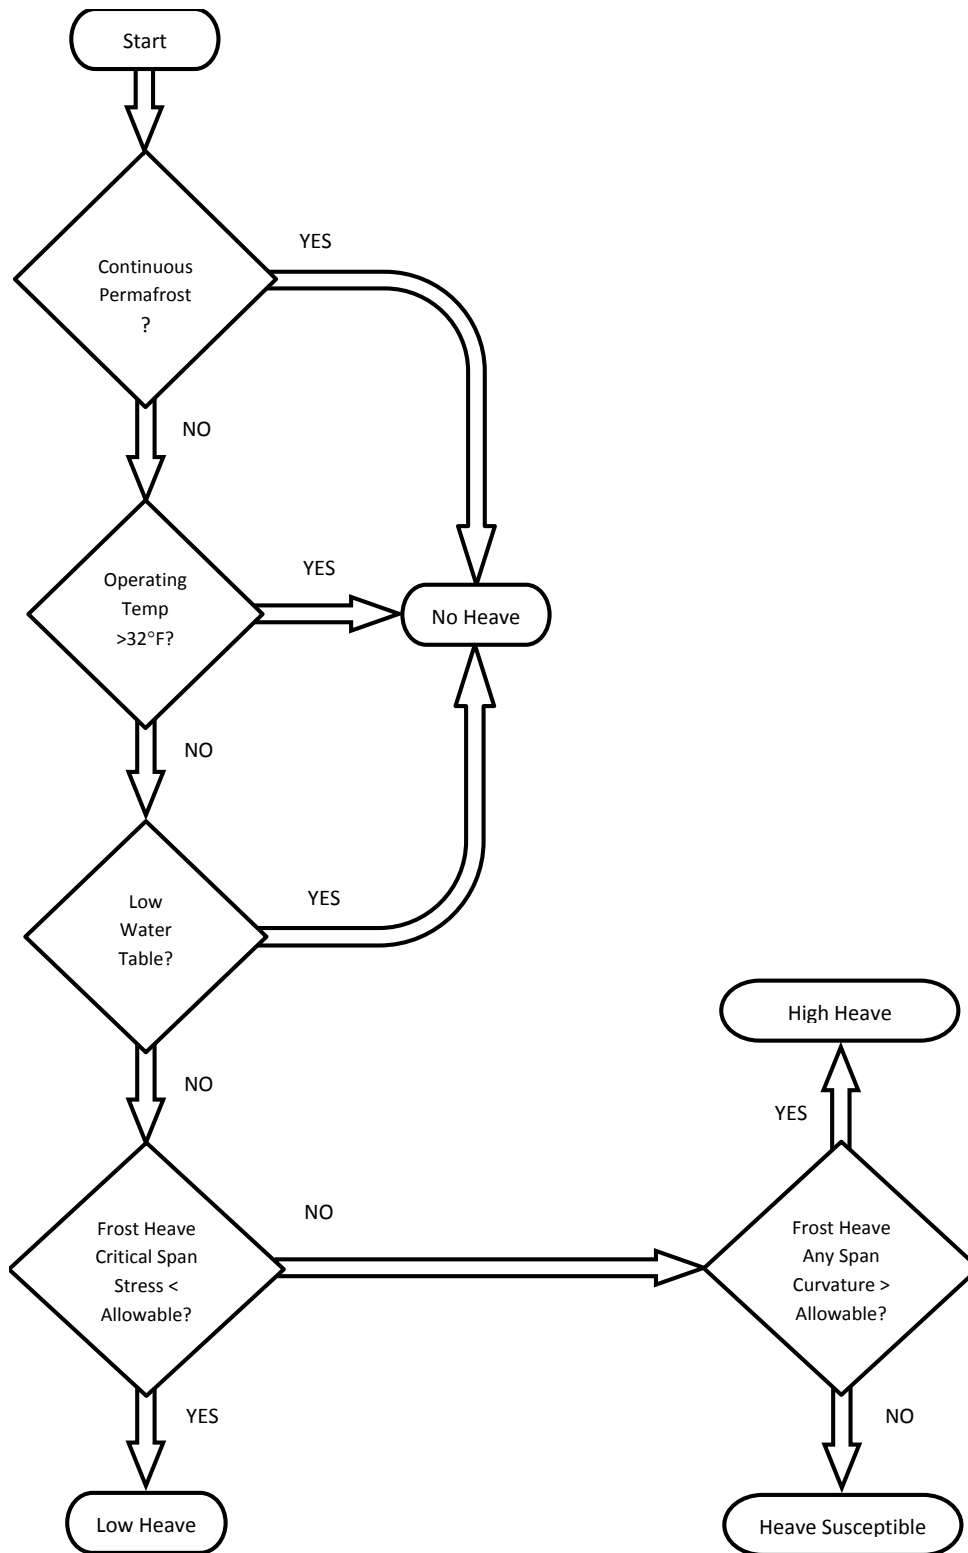 Start
YES
Continuous
Permafrost
?
NO
Operating
Temp
>32°F?
YES
No Heave
NO
Low
Water
Table?
YES
High Heave
NO
YES
Frost Heave
Critical Span
Stress <
Allowable?
NO
Frost Heave
Any Span
Curvature >
Allowable?
YES
NO
Low Heave
Heave Susceptible